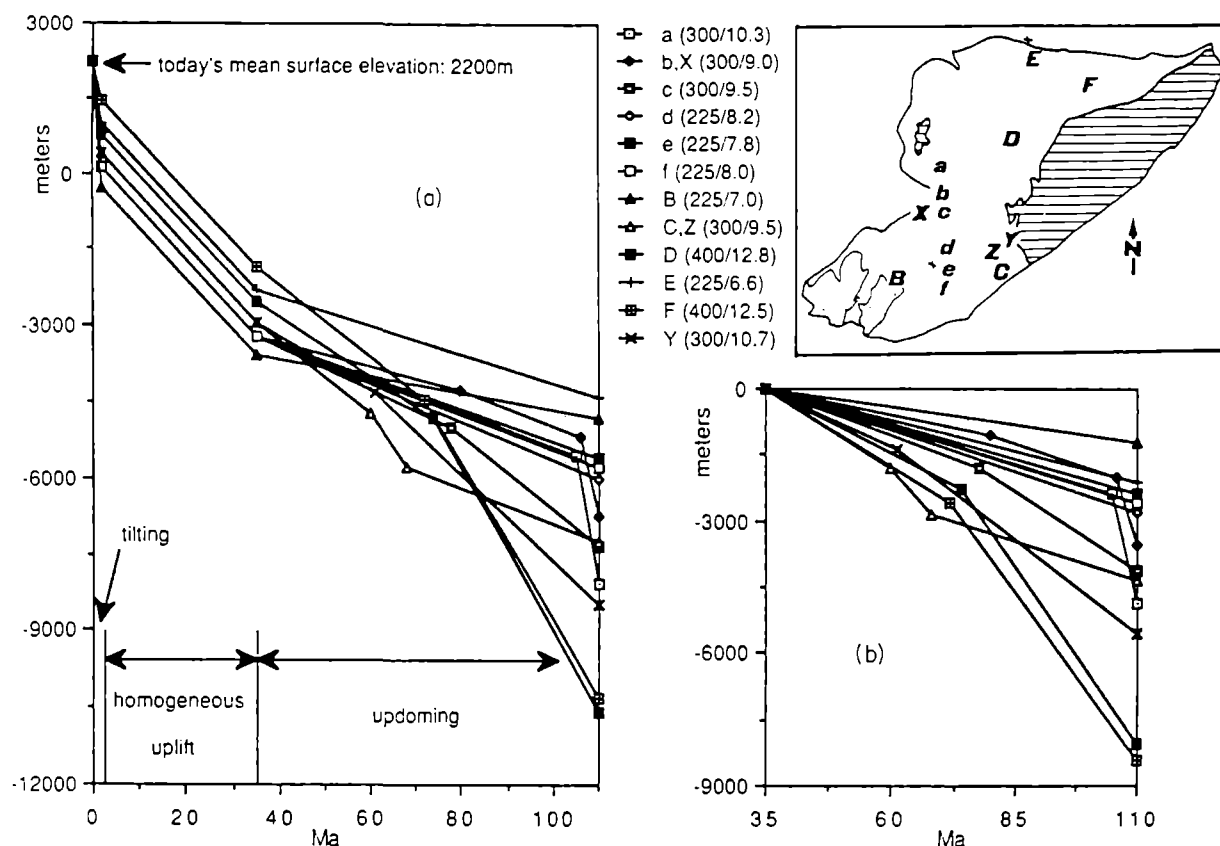 3000
0
-3000
-6000
-9000
-12000
meters
today's mean surface elevation: 2200m
(a)
tilting
homogeneous
uplift
updoming
0
20
40
60
80
100
Ma
a (300/10.3)
b,X (300/9.0)
c (300/9.5)
d (225/8.2)
e (225/7.8)
f (225/8.0)
B (225/7.0)
C,Z (300/9.5)
D (400/12.8)
E (225/6.6)
F (400/12.5)
Y (300/10.7)
E
F
D
a
b
X c
Y
d Z
e C
B f
N
0
-3000
-6000
-9000
meters
(b)
35
60
85
110
Ma